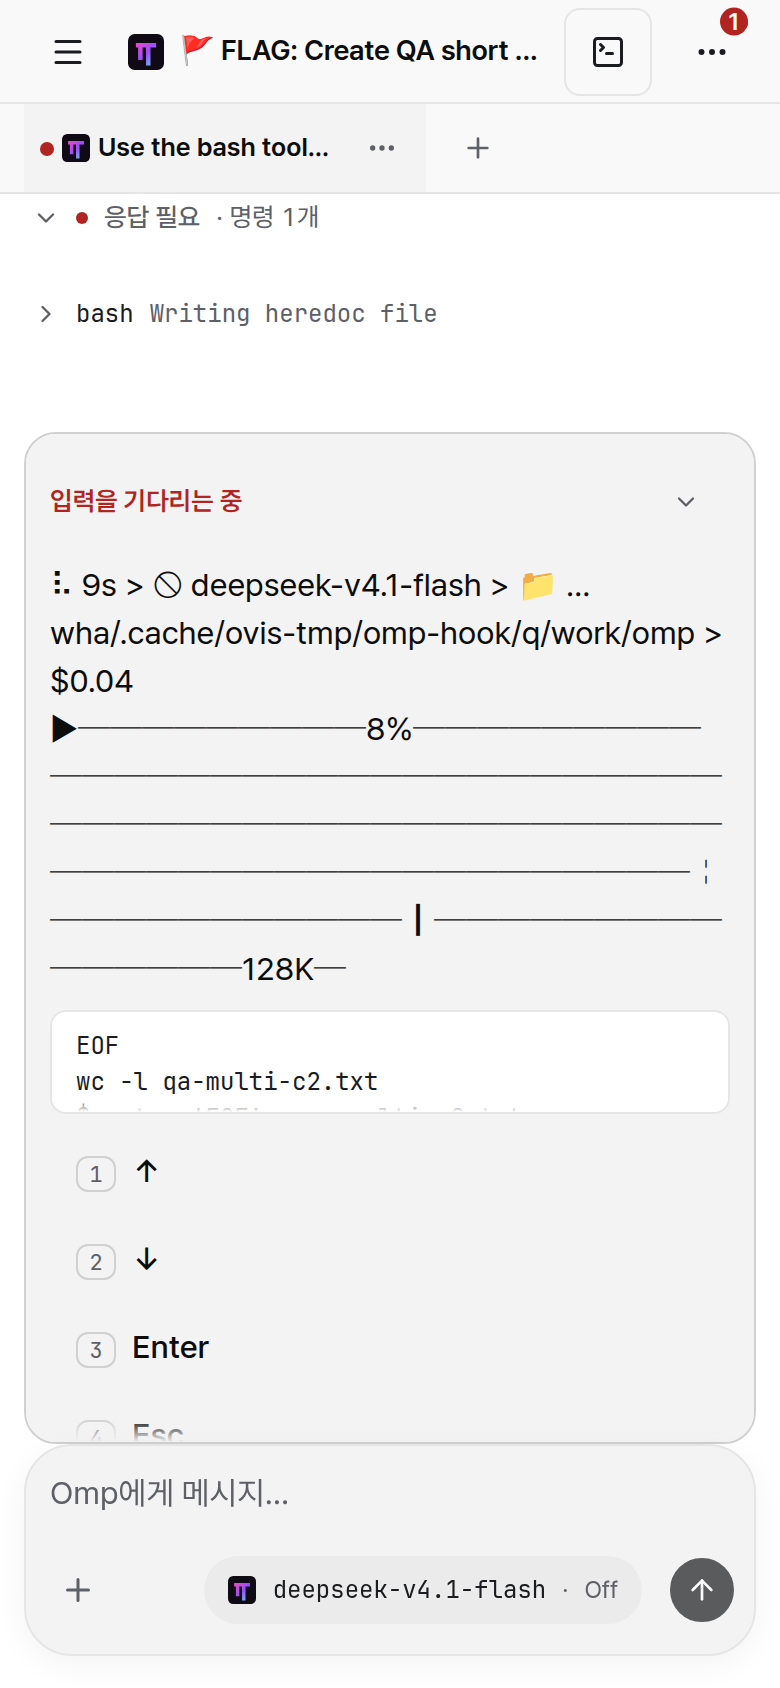 1
🚩 FLAG: Create QA short ...
Use the bash tool...
응답 필요 · 명령 1개
bash Writing heredoc file
입력을 기다리는 중
⠧ 9s > 🛇 deepseek-v4.1-flash > 📁 …
wha/.cache/ovis-tmp/omp-hook/q/work/omp >
$0.04
▶─────────8%─────────
─────────────────────
─────────────────────
──────────────────── ╎
─────────── ┃ ─────────
──────128K─
EOF
wc -l qa-multi-c2.txt
1 ↑
2 ↓
3 Enter
4 Esc
Omp에게 메시지...
deepseek-v4.1-flash · Off